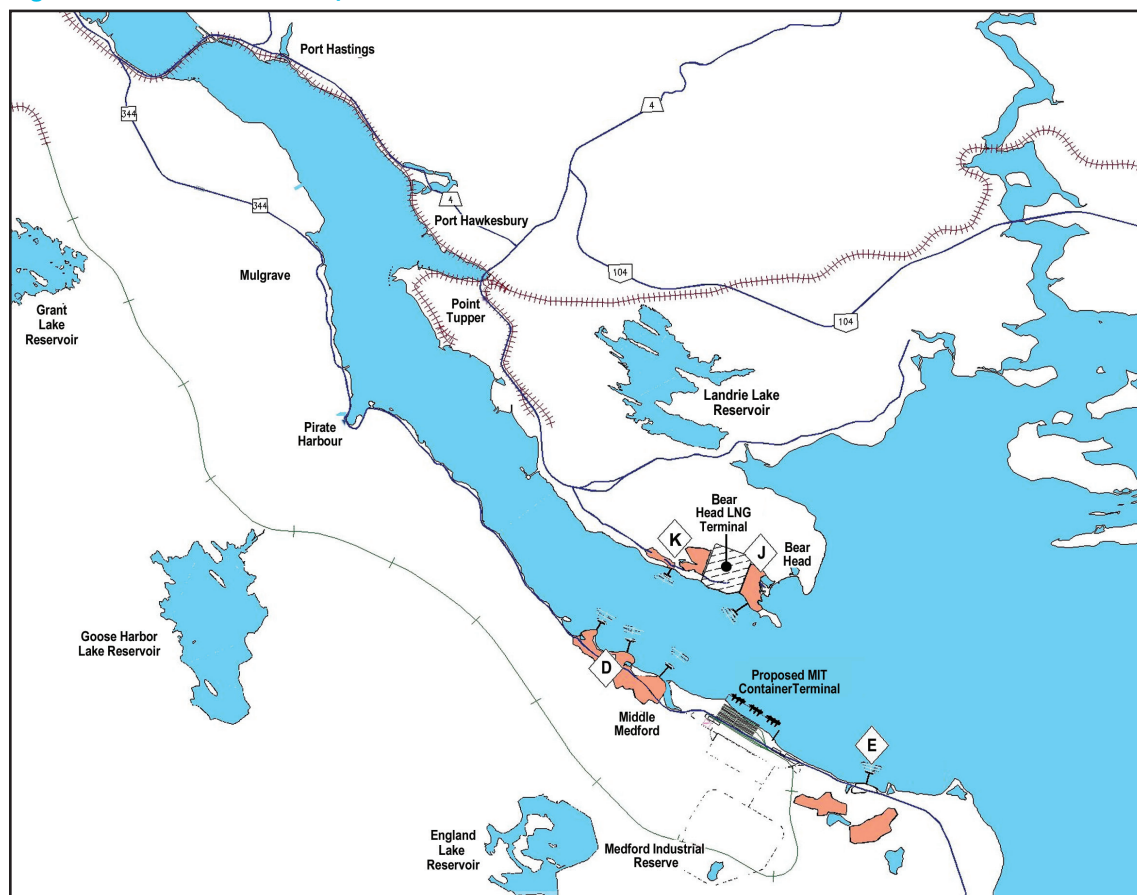 Port Hastings
344
4
344
4
Port Hawkesbury
Mulgrave
104
Grant
Lake
Reservoir
Point
Tupper
104
Landrie Lake
Reservoir
Pirate
Harbour
Bear
Head LNG
Terminal
K
J
Bear
Head
Goose Harbor
Lake Reservoir
D
Proposed MIT
ContainerTerminal
Middle
Medford
E
England
Lake
Reservoir
Medford Industrial
Reserve